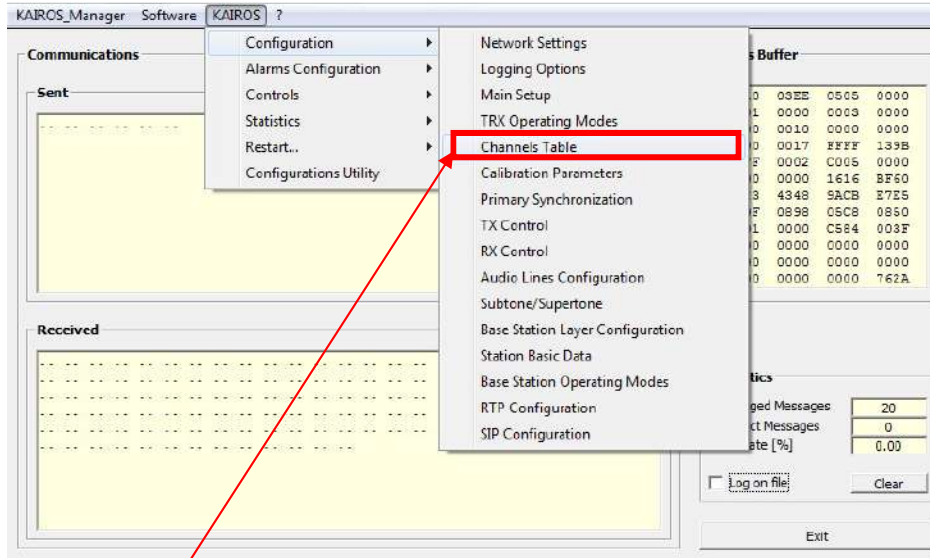 KAIROS_Manager Software KAIROS ?
Configuration
Alarms Configuration
Controls
Statistics
Restart...
Configurations Utility
Network Settings
Logging Options
Main Setup
TRX Operating Modes
Channels Table
Calibration Parameters
Primary Synchronization
TX Control
RX Control
Audio Lines Configuration
Subtone/Supertone
Base Station Layer Configuration
Station Basic Data
Base Station Operating Modes
RTP Configuration
SIP Configuration
Communications
Sent
-- -- -- -- -- --
Buffer
03EE 0505 0000
0000 0003 0000
0010 0000 0000
0017 FFFF 139B
0002 C005 0000
0000 1616 BF60
4348 9ACB E7E5
0898 05C8 0850
0000 C584 003F
0000 0000 0000
0000 0000 0000
0000 0000 762A
Received
-- -- -- -- -- -- -- -- -- -- -- -- -- -- -- --
-- -- -- -- -- -- -- -- -- -- -- -- -- -- -- --
-- -- -- -- -- -- -- -- -- -- -- -- -- -- -- --
-- -- -- -- -- -- -- -- -- -- -- -- -- -- -- --
-- -- -- -- -- -- -- -- -- -- -- -- --
Messages 20
Messages 0
[%] 0.00
Log on file Clear
Exit